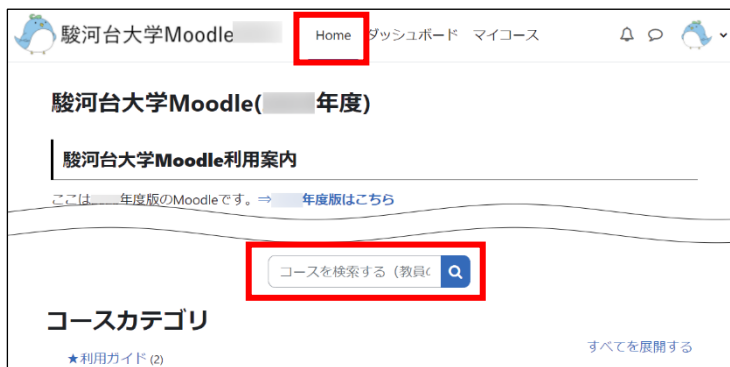 駿河台大学Moodle
Home ダッシュボード マイコース
駿河台大学Moodle( 年度)
駿河台大学Moodle利用案内
ここは 年度版のMoodleです。⇒ 年度版はこちら
コースを検索する（教員
コースカテゴリ
すべてを展開する
★利用ガイド (2)